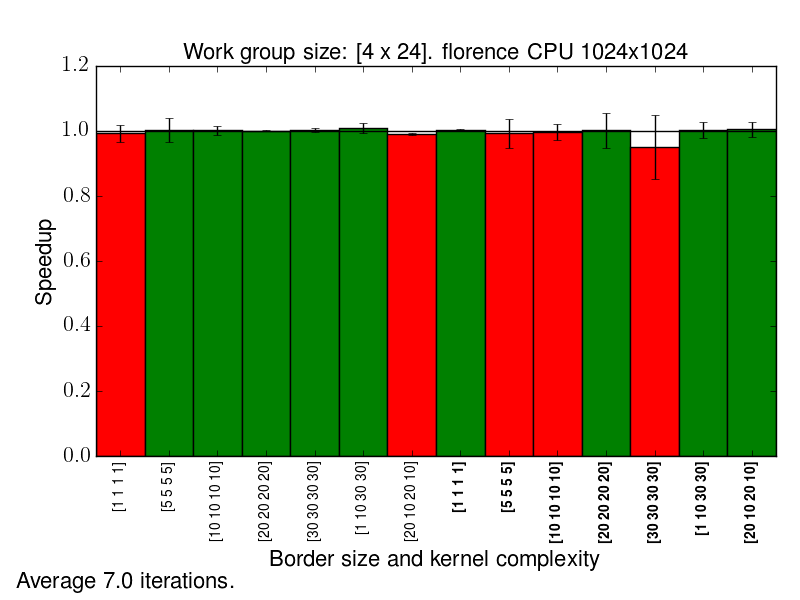 Work group size: [4 x 24]. florence CPU 1024x1024
1.2
1.0
0.8
0.6
0.4
0.2
0.0
Speedup
[1 1 1 1]
[5 5 5 5]
[10 10 10 10]
[20 20 20 20]
[30 30 30 30]
[1 10 30 30]
[20 10 20 10]
[1 1 1 1]
[5 5 5 5]
[10 10 10 10]
[20 20 20 20]
[30 30 30 30]
[1 10 30 30]
[20 10 20 10]
Border size and kernel complexity
Average 7.0 iterations.